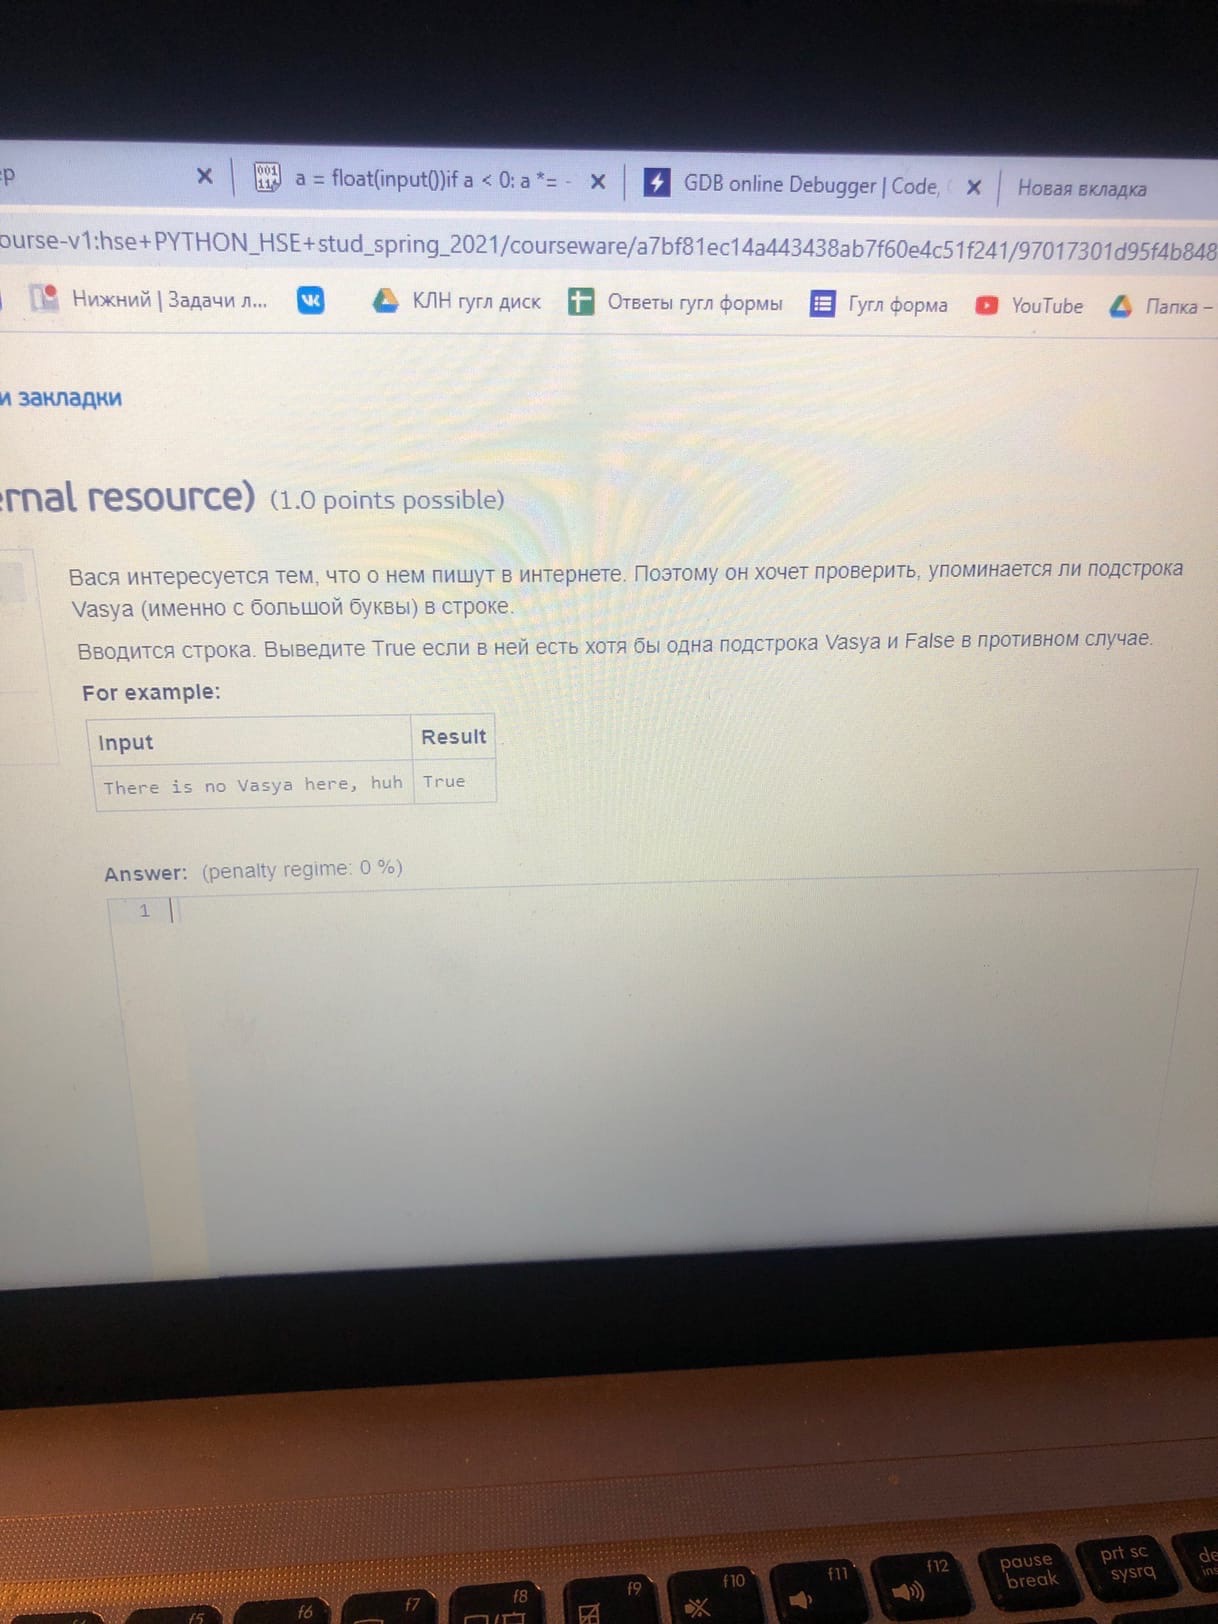 ер
a = float(input())if a < 0: a *= -
GDB online Debugger | Code,
Новая вкладка
ourse-v1:hse+PYTHON_HSE+stud_spring_2021/courseware/a7bf81ec14a443438ab7f60e4c51f241/97017301d95f4b848
Нижний | Задачи л...
КЛН гугл диск
Ответы гугл формы
Гугл форма
YouTube
Папка –
и закладки
ernal resource) (1.0 points possible)
Вася интересуется тем, что о нем пишут в интернете. Поэтому он хочет проверить, упоминается ли подстрока
Vasya (именно с большой буквы) в строке.
Вводится строка. Выведите True если в ней есть хотя бы одна подстрока Vasya и False в противном случае.
For example:
Input Result
There is no Vasya here, huh True
Answer: (penalty regime: 0 %)
1
f5 f6 f7 f8 f9 f10 f11 f12
pause
break
prt sc
sysrq
de
ins